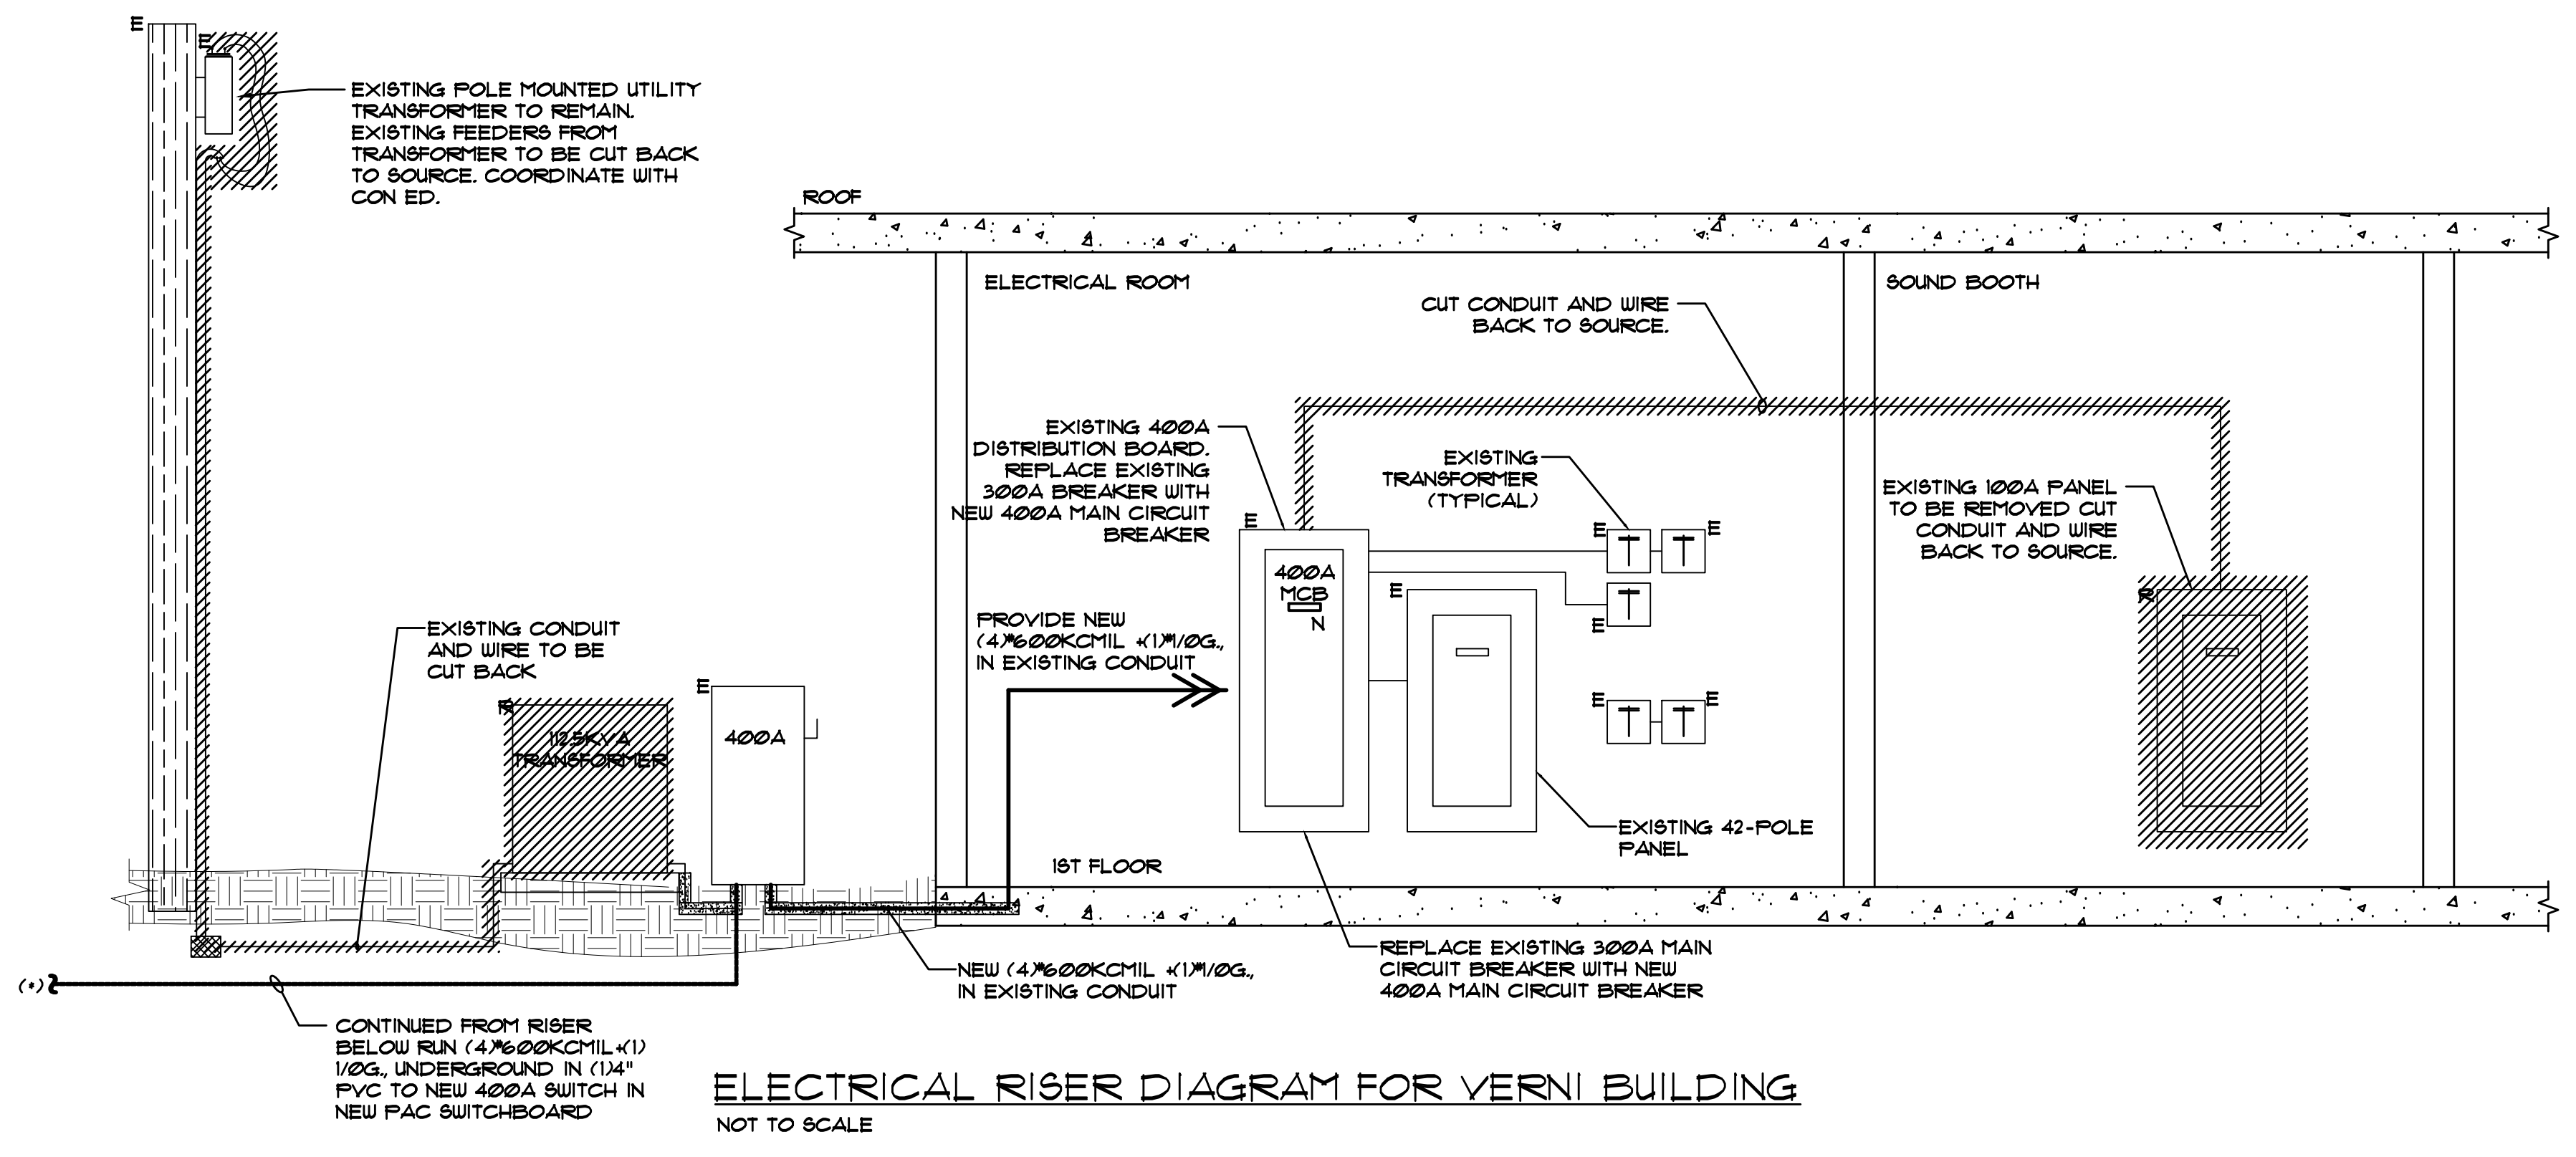 E
E
EXISTING POLE MOUNTED UTILITY
TRANSFORMER TO REMAIN.
EXISTING FEEDERS FROM
TRANSFORMER TO BE CUT BACK
TO SOURCE. COORDINATE WITH
CON ED.
ROOF
ELECTRICAL ROOM
SOUND BOOTH
CUT CONDUIT AND WIRE
BACK TO SOURCE.
EXISTING 400A
DISTRIBUTION BOARD.
REPLACE EXISTING
300A BREAKER WITH
NEW 400A MAIN CIRCUIT
BREAKER
EXISTING
TRANSFORMER
(TYPICAL)
EXISTING 100A PANEL
TO BE REMOVED CUT
CONDUIT AND WIRE
BACK TO SOURCE.
E
E
T
T
E
400A
MCB
N
E
T
E
R
PROVIDE NEW
(4)#600KCMIL +(1)#1/0G.,
IN EXISTING CONDUIT
EXISTING CONDUIT
AND WIRE TO BE
CUT BACK
E
400A
112.5KVA
TRANSFORMER
E
T
T
E
EXISTING 42-POLE
PANEL
1ST FLOOR
REPLACE EXISTING 300A MAIN
CIRCUIT BREAKER WITH NEW
400A MAIN CIRCUIT BREAKER
NEW (4)#600KCMIL +(1)#1/0G.,
IN EXISTING CONDUIT
(*)
CONTINUED FROM RISER
BELOW RUN (4)#600KCMIL+(1)
1/0G., UNDERGROUND IN (1)4"
PVC TO NEW 400A SWITCH IN
NEW PAC SWITCHBOARD
ELECTRICAL RISER DIAGRAM FOR VERNI BUILDING
NOT TO SCALE